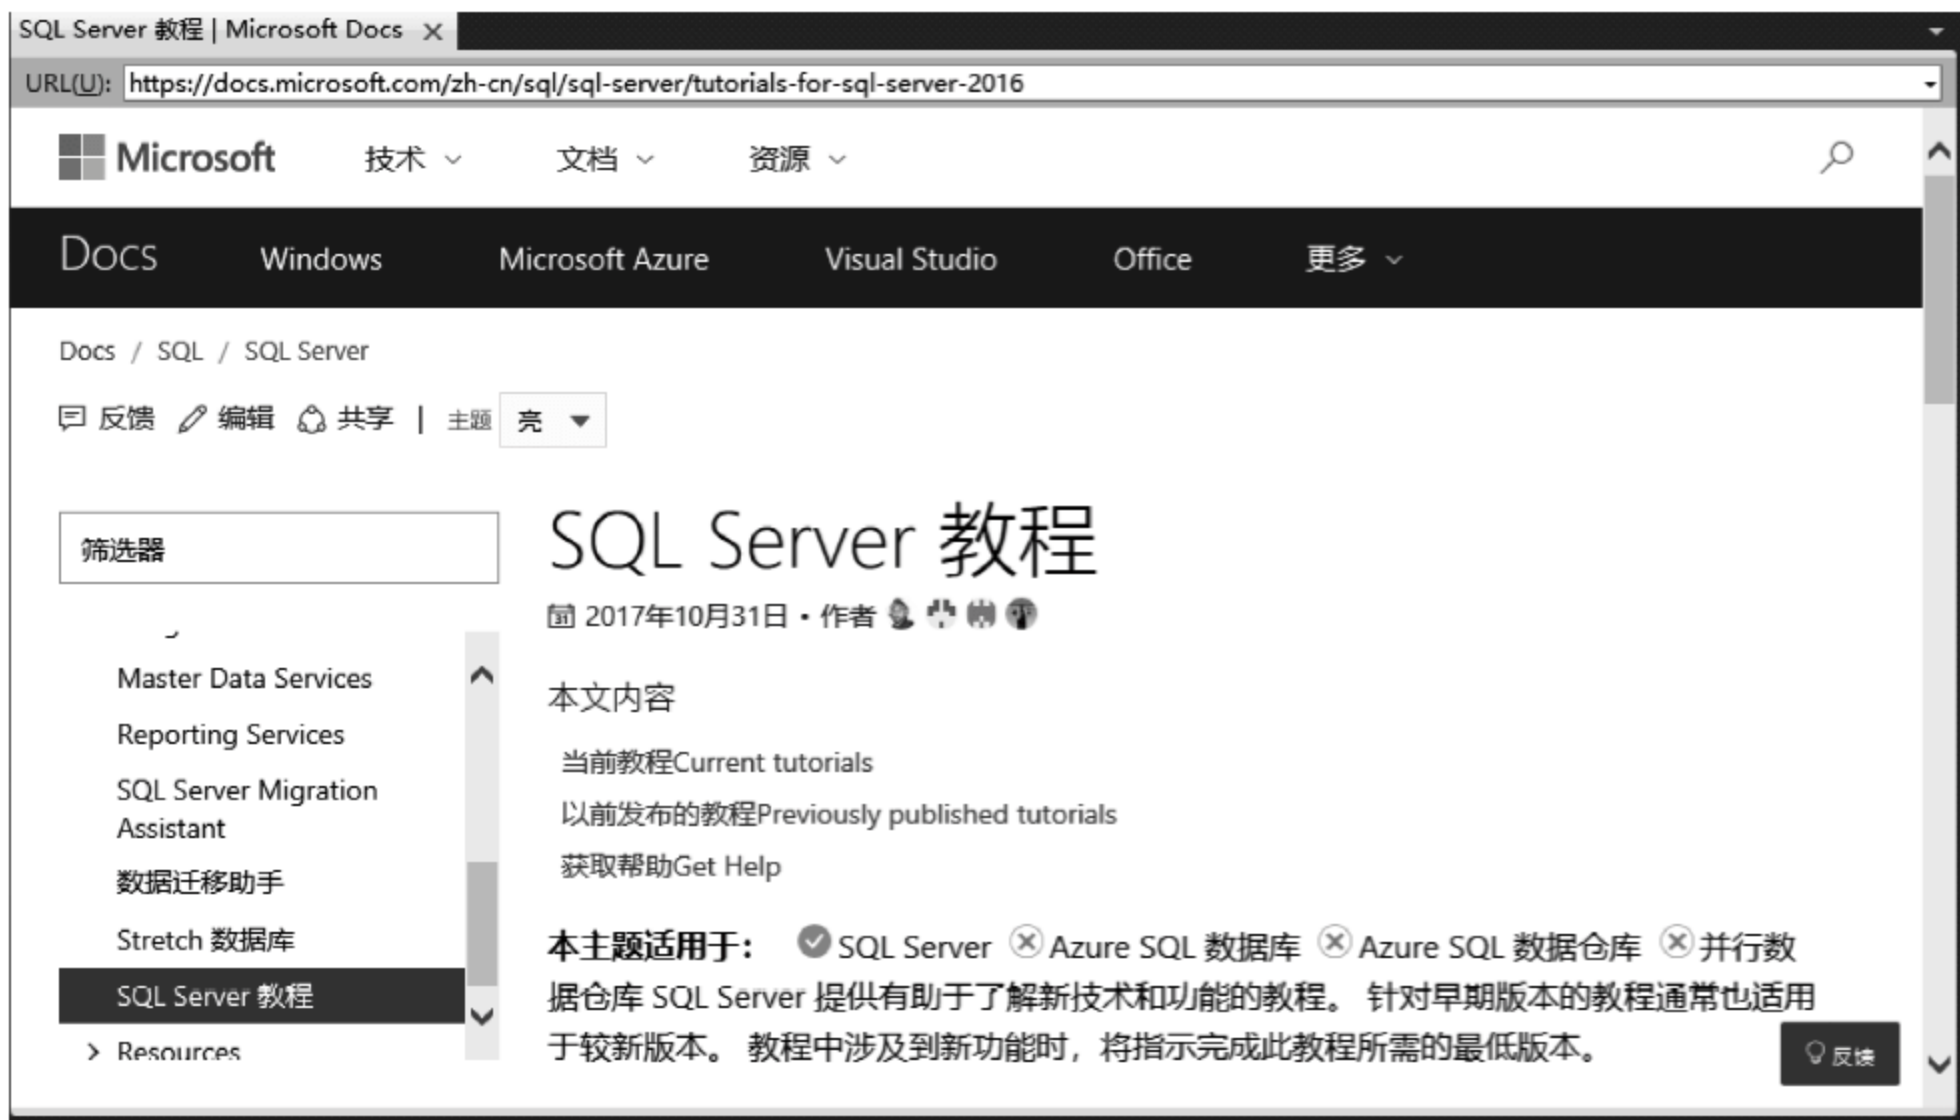 SQL Server 教程 | Microsoft Docs
URL(U): https://docs.microsoft.com/zh-cn/sql/sql-server/tutorials-for-sql-server-2016
Microsoft 技术 文档 资源
Docs Windows Microsoft Azure Visual Studio Office 更多
Docs / SQL / SQL Server
反馈 编辑 共享 | 主题 亮
筛选器
Master Data Services
Reporting Services
SQL Server Migration
Assistant
数据迁移助手
Stretch 数据库
SQL Server 教程
Resources
SQL Server 教程
31 2017年10月31日 • 作者
本文内容
当前教程Current tutorials
以前发布的教程Previously published tutorials
获取帮助Get Help
本主题适用于： SQL Server Azure SQL 数据库 Azure SQL 数据仓库 并行数
据仓库 SQL Server 提供有助于了解新技术和功能的教程。 针对早期版本的教程通常也适用
于较新版本。 教程中涉及到新功能时，将指示完成此教程所需的最低版本。
反馈